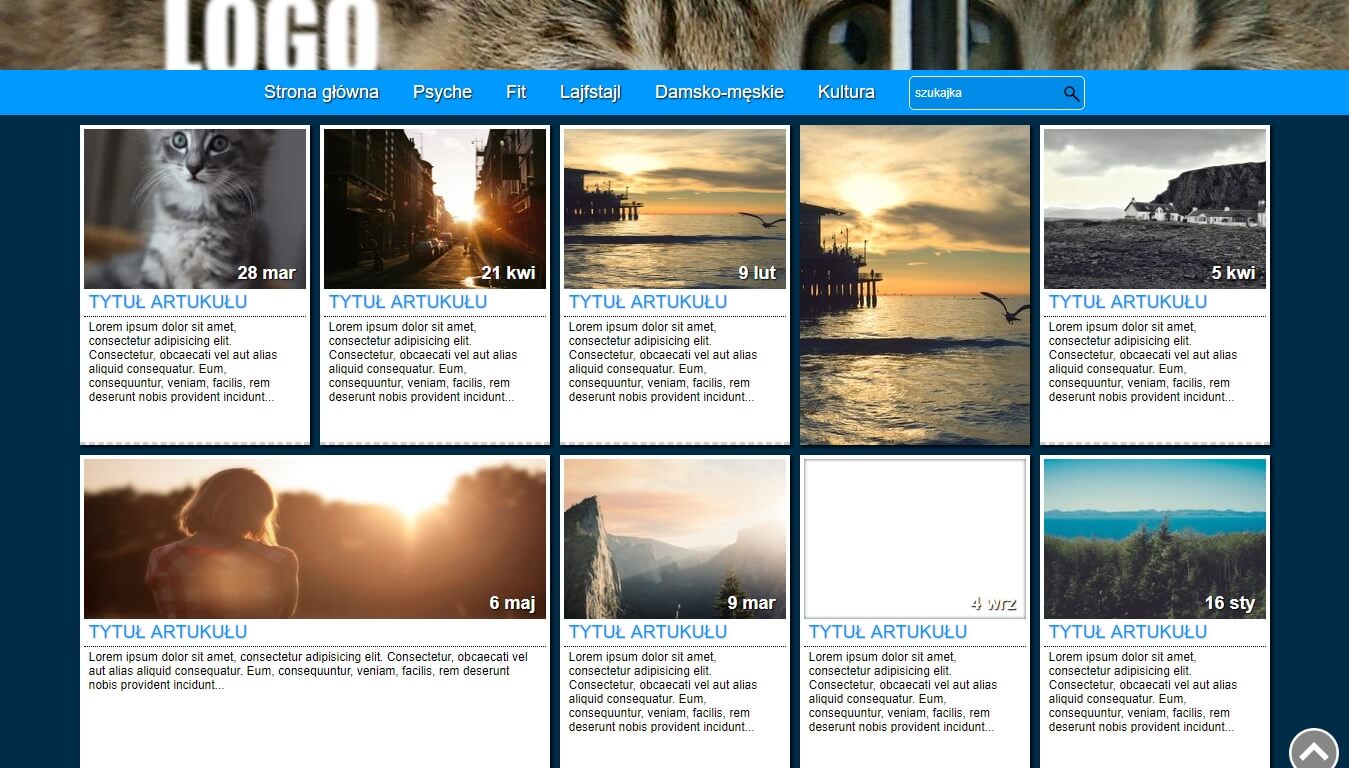 LOGO
Strona główna Psyche Fit Lajfstajl Damsko-męskie Kultura szukajka
28 mar
TYTUŁ ARTUKUŁU
Lorem ipsum dolor sit amet,
consectetur adipisicing elit.
Consectetur, obcaecati vel aut alias
aliquid consequatur. Eum,
consequuntur, veniam, facilis, rem
deserunt nobis provident incidunt...
21 kwi
TYTUŁ ARTUKUŁU
Lorem ipsum dolor sit amet,
consectetur adipisicing elit.
Consectetur, obcaecati vel aut alias
aliquid consequatur. Eum,
consequuntur, veniam, facilis, rem
deserunt nobis provident incidunt...
9 lut
TYTUŁ ARTUKUŁU
Lorem ipsum dolor sit amet,
consectetur adipisicing elit.
Consectetur, obcaecati vel aut alias
aliquid consequatur. Eum,
consequuntur, veniam, facilis, rem
deserunt nobis provident incidunt...
5 kwi
TYTUŁ ARTUKUŁU
Lorem ipsum dolor sit amet,
consectetur adipisicing elit.
Consectetur, obcaecati vel aut alias
aliquid consequatur. Eum,
consequuntur, veniam, facilis, rem
deserunt nobis provident incidunt...
6 maj
TYTUŁ ARTUKUŁU
Lorem ipsum dolor sit amet, consectetur adipisicing elit. Consectetur, obcaecati vel
aut alias aliquid consequatur. Eum, consequuntur, veniam, facilis, rem deserunt
nobis provident incidunt...
9 mar
TYTUŁ ARTUKUŁU
Lorem ipsum dolor sit amet,
consectetur adipisicing elit.
Consectetur, obcaecati vel aut alias
aliquid consequatur. Eum,
consequuntur, veniam, facilis, rem
deserunt nobis provident incidunt...
4 wrz
TYTUŁ ARTUKUŁU
Lorem ipsum dolor sit amet,
consectetur adipisicing elit.
Consectetur, obcaecati vel aut alias
aliquid consequatur. Eum,
consequuntur, veniam, facilis, rem
deserunt nobis provident incidunt...
16 sty
TYTUŁ ARTUKUŁU
Lorem ipsum dolor sit amet,
consectetur adipisicing elit.
Consectetur, obcaecati vel aut alias
aliquid consequatur. Eum,
consequuntur, veniam, facilis, rem
deserunt nobis provident incidunt...